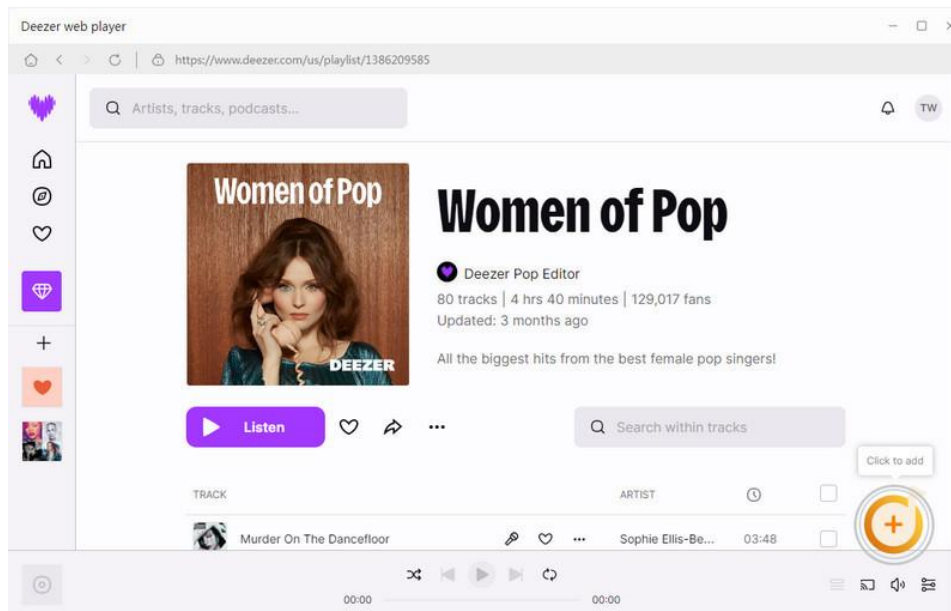 Deezer web player
https://www.deezer.com/us/playlist/1386209585
Artists, tracks, podcasts...
TW
Women of Pop
DEEZER
Women of Pop
Deezer Pop Editor
80 tracks | 4 hrs 40 minutes | 129,017 fans
Updated: 3 months ago
All the biggest hits from the best female pop singers!
Listen
Search within tracks
Click to add
TRACK ARTIST
Murder On The Dancefloor Sophie Ellis-Be... 03:48
00:00 00:00